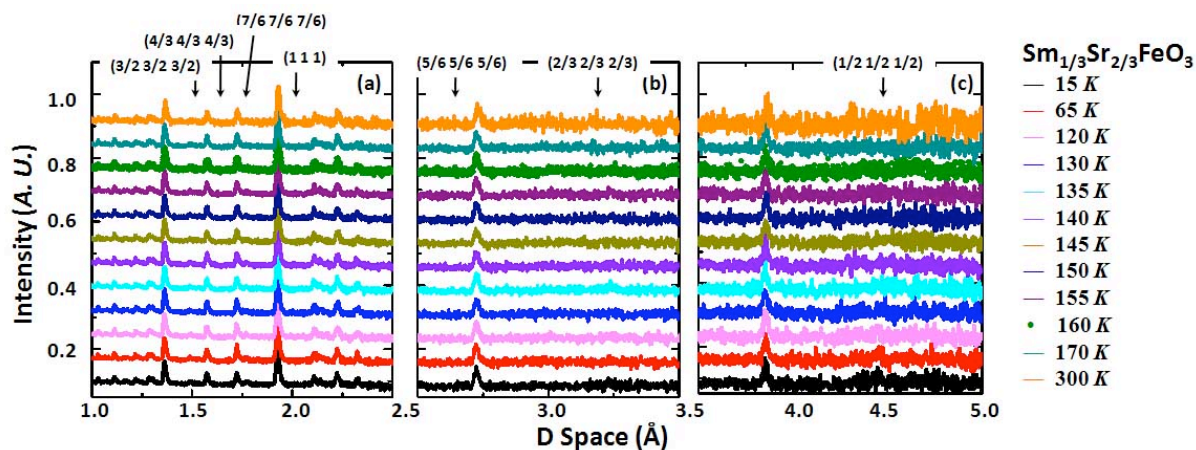 (7/6 7/6 7/6)
(4/3 4/3 4/3)
(3/2 3/2 3/2)
(1 1 1)
(a)
(5/6 5/6 5/6)
(2/3 2/3 2/3)
(b)
(c)
(1/2 1/2 1/2)
Intensity (A. U.)
1.0
0.8
0.6
0.4
0.2
1.0 1.5 2.0 2.5 3.0 3.5 4.0 4.5 5.0
D Space (Å)
Sm1/3Sr2/3FeO3
15 K
65 K
120 K
130 K
135 K
140 K
145 K
150 K
155 K
160 K
170 K
300 K